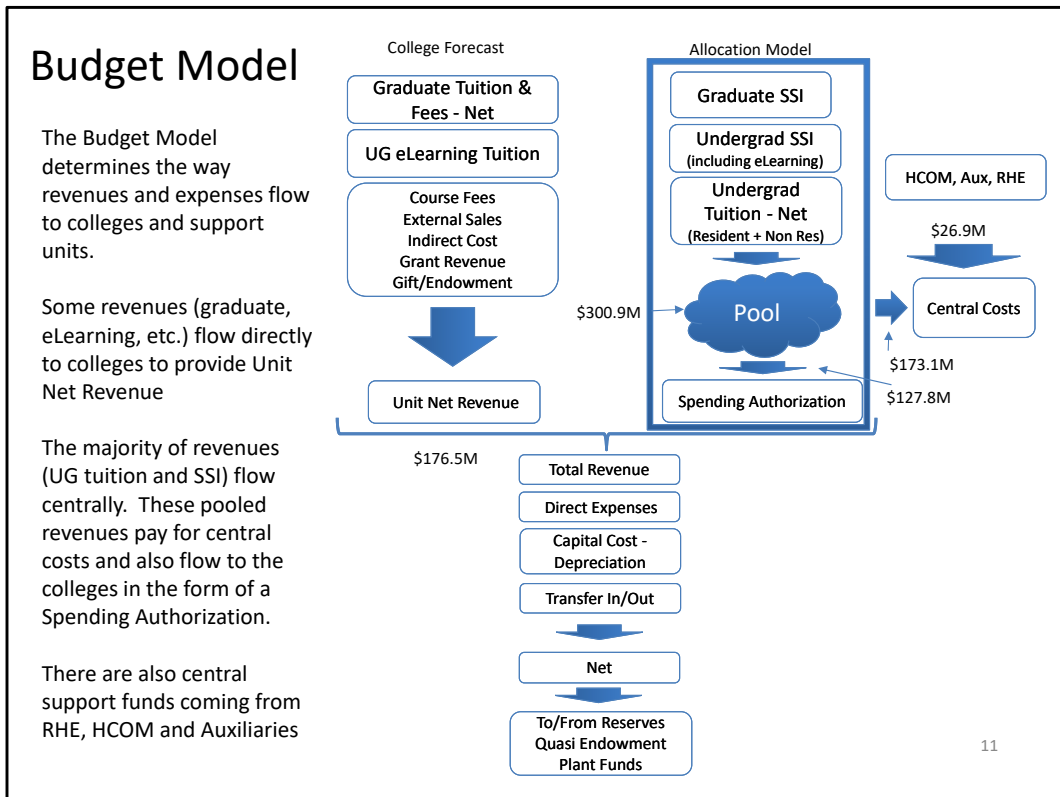 Budget Model
The Budget Model
determines the way
revenues and expenses flow
to colleges and support
units.
Some revenues (graduate,
eLearning, etc.) flow directly
to colleges to provide Unit
Net Revenue
The majority of revenues
(UG tuition and SSI) flow
centrally.  These pooled
revenues pay for central
costs and also flow to the
colleges in the form of a
Spending Authorization.
There are also central
support funds coming from
RHE, HCOM and Auxiliaries
College Forecast
Graduate Tuition &
Fees - Net
UG eLearning Tuition
Course Fees
External Sales
Indirect Cost
Grant Revenue
Gift/Endowment
Unit Net Revenue
$176.5M
Allocation Model
Graduate SSI
Undergrad SSI
(including eLearning)
Undergrad
Tuition - Net
(Resident + Non Res)
$300.9M
Pool
Spending Authorization
HCOM, Aux, RHE
$26.9M
Central Costs
$173.1M
$127.8M
Total Revenue
Direct Expenses
Capital Cost -
Depreciation
Transfer In/Out
Net
To/From Reserves
Quasi Endowment
Plant Funds
11